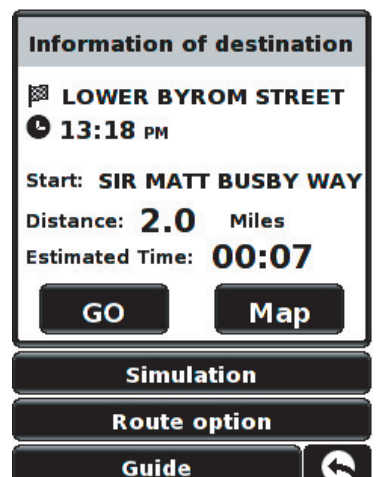 Information of destination
LOWER BYROM STREET
13:18 PM
Start: SIR MATT BUSBY WAY
Distance: 2.0 Miles
Estimated Time: 00:07
GO Map
Simulation
Route option
Guide